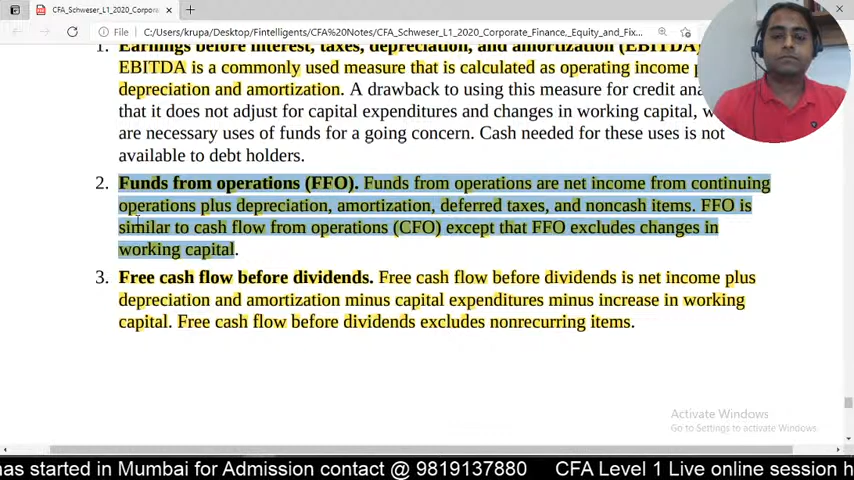 CFA_Schweser_L1_2020_Corporate
File C:/Users/krupa/Desktop/Fintelligents/CFA%20Notes/CFA_Schweser_L1_2020_Corporate_Finance,_Equity_and_Fix...
1. Earnings before interest, taxes, depreciation, and amortization (EBITDA)
EBITDA is a commonly used measure that is calculated as operating income
depreciation and amortization. A drawback to using this measure for credit
that it does not adjust for capital expenditures and changes in working capital,
are necessary uses of funds for a going concern. Cash needed for these uses is not
available to debt holders.
2. Funds from operations (FFO). Funds from operations are net income from continuing
operations plus depreciation, amortization, deferred taxes, and noncash items. FFO is
similar to cash flow from operations (CFO) except that FFO excludes changes in
working capital.
3. Free cash flow before dividends. Free cash flow before dividends is net income plus
depreciation and amortization minus capital expenditures minus increase in working
capital. Free cash flow before dividends excludes nonrecurring items.
Activate Windows
Go to Settings to activate Windows.
has started in Mumbai for Admission contact @ 9819137880 CFA Level 1 Live online session h